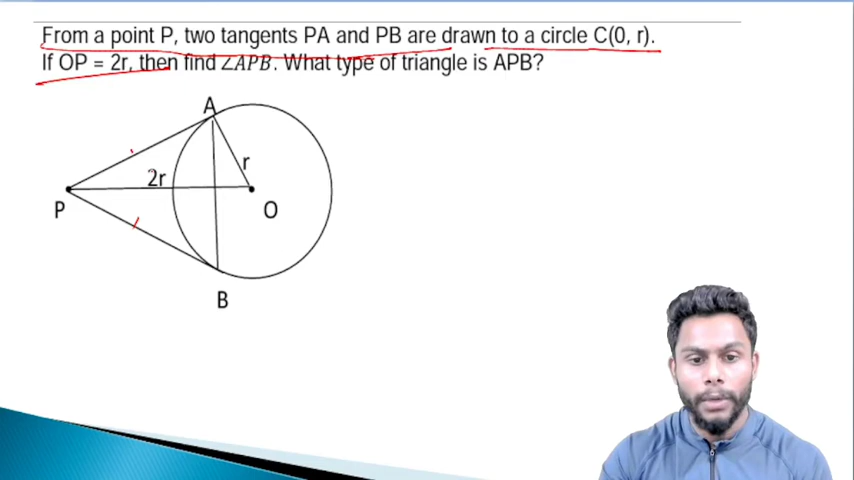 From a point P, two tangents PA and PB are drawn to a circle C(0, r).
If OP = 2r, then find ∠APB. What type of triangle is APB?
A
r
2r
P
O
B